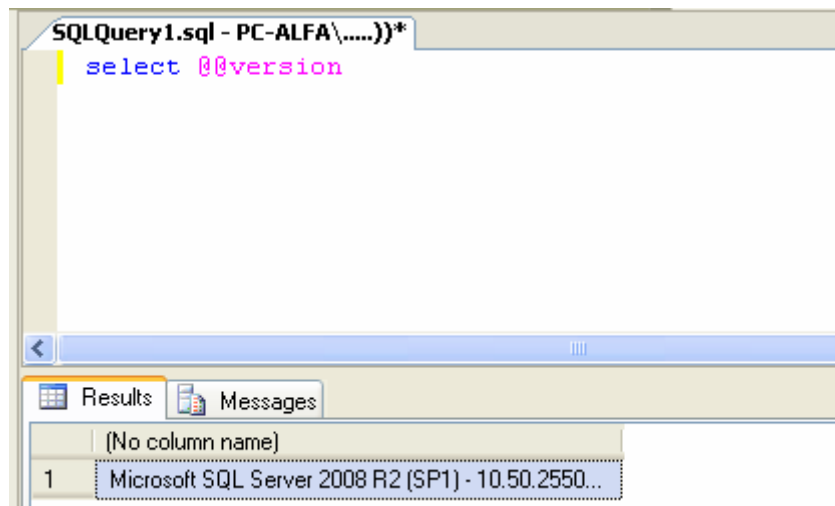 SQLQuery1.sql - PC-ALFA\.....))*
select @@version
Results
Messages
(No column name)
1 Microsoft SQL Server 2008 R2 (SP1) - 10.50.2550...